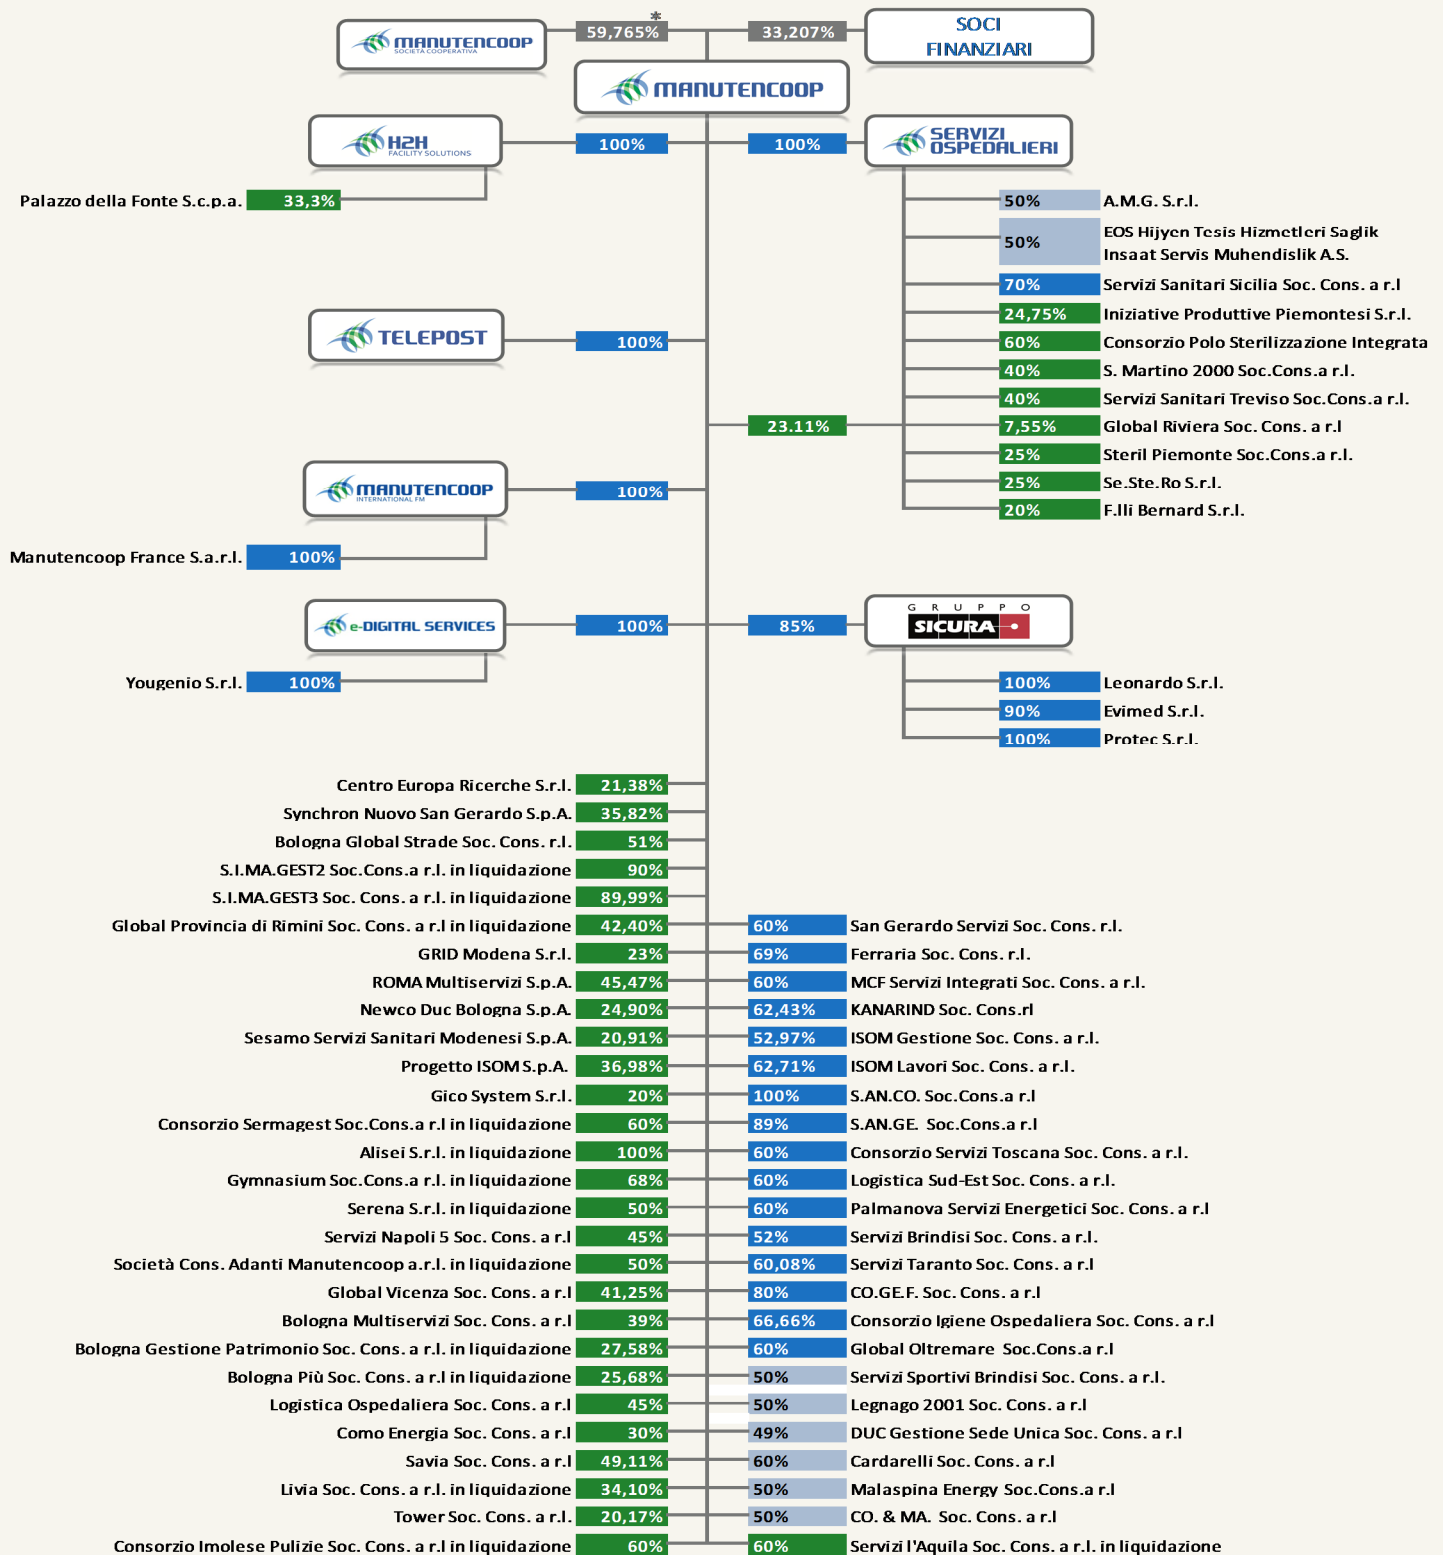 *
MANUTENCOOP
SOCIETÀ COOPERATIVA
59,765%
33,207%
SOCI
FINANZIARI
MANUTENCOOP
H2H
FACILITY SOLUTIONS
100%
100%
SERVIZI
OSPEDALIERI
Palazzo della Fonte S.c.p.a.
33,3%
50%
A.M.G. S.r.l.
50%
EOS Hijyen Tesis Hizmetleri Saglik
Insaat Servis Muhendislik A.S.
70%
Servizi Sanitari Sicilia Soc. Cons. a r.l
24,75%
Iniziative Produttive Piemontesi S.r.l.
TELEPOST
100%
60%
Consorzio Polo Sterilizzazione Integrata
40%
S. Martino 2000 Soc.Cons.a r.l.
40%
Servizi Sanitari Treviso Soc.Cons.a r.l.
23.11%
7,55%
Global Riviera Soc. Cons. a r.l
25%
Steril Piemonte Soc.Cons.a r.l.
25%
Se.Ste.Ro S.r.l.
20%
F.lli Bernard S.r.l.
MANUTENCOOP
INTERNATIONAL FM
100%
Manutencoop France S.a.r.l.
100%
e-DIGITAL SERVICES
100%
85%
GRUPPO
SICURA
Yougenio S.r.l.
100%
100%
Leonardo S.r.l.
90%
Evimed S.r.l.
100%
Protec S.r.l.
Centro Europa Ricerche S.r.l.
21,38%
Synchron Nuovo San Gerardo S.p.A.
35,82%
Bologna Global Strade Soc. Cons. r.l.
51%
S.I.MA.GEST2 Soc.Cons.a r.l. in liquidazione
90%
S.I.MA.GEST3 Soc. Cons. a r.l. in liquidazione
89,99%
Global Provincia di Rimini Soc. Cons. a r.l in liquidazione
42,40%
60%
San Gerardo Servizi Soc. Cons. r.l.
GRID Modena S.r.l.
23%
69%
Ferraria Soc. Cons. r.l.
ROMA Multiservizi S.p.A.
45,47%
60%
MCF Servizi Integrati Soc. Cons. a r.l.
Newco Duc Bologna S.p.A.
24,90%
62,43%
KANARIND Soc. Cons.rl
Sesamo Servizi Sanitari Modenesi S.p.A.
20,91%
52,97%
ISOM Gestione Soc. Cons. a r.l.
Progetto ISOM S.p.A.
36,98%
62,71%
ISOM Lavori Soc. Cons. a r.l.
Gico System S.r.l.
20%
100%
S.AN.CO. Soc.Cons.a r.l
Consorzio Sermagest Soc.Cons.a r.l in liquidazione
60%
89%
S.AN.GE. Soc.Cons.a r.l
Alisei S.r.l. in liquidazione
100%
60%
Consorzio Servizi Toscana Soc. Cons. a r.l.
Gymnasium Soc.Cons.a r.l. in liquidazione
68%
60%
Logistica Sud-Est Soc. Cons. a r.l.
Serena S.r.l. in liquidazione
50%
60%
Palmanova Servizi Energetici Soc. Cons. a r.l
Servizi Napoli 5 Soc. Cons. a r.l
45%
52%
Servizi Brindisi Soc. Cons. a r.l.
Società Cons. Adanti Manutencoop a.r.l. in liquidazione
50%
60,08%
Servizi Taranto Soc. Cons. a r.l
Global Vicenza Soc. Cons. a r.l
41,25%
80%
CO.GE.F. Soc. Cons. a r.l
Bologna Multiservizi Soc. Cons. a r.l
39%
66,66%
Consorzio Igiene Ospedaliera Soc. Cons. a r.l
Bologna Gestione Patrimonio Soc. Cons. a r.l. in liquidazione
27,58%
60%
Global Oltremare Soc.Cons.a r.l
Bologna Più Soc. Cons. a r.l in liquidazione
25,68%
50%
Servizi Sportivi Brindisi Soc. Cons. a r.l.
Logistica Ospedaliera Soc. Cons. a r.l
45%
50%
Legnago 2001 Soc. Cons. a r.l
Como Energia Soc. Cons. a r.l
30%
49%
DUC Gestione Sede Unica Soc. Cons. a r.l
Savia Soc. Cons. a r.l
49,11%
60%
Cardarelli Soc. Cons. a r.l
Livia Soc. Cons. a r.l. in liquidazione
34,10%
50%
Malaspina Energy Soc.Cons.a r.l
Tower Soc. Cons. a r.l.
20,17%
50%
CO. & MA. Soc. Cons. a r.l
Consorzio Imolese Pulizie Soc. Cons. a r.l in liquidazione
60%
60%
Servizi l'Aquila Soc. Cons. a r.l. in liquidazione